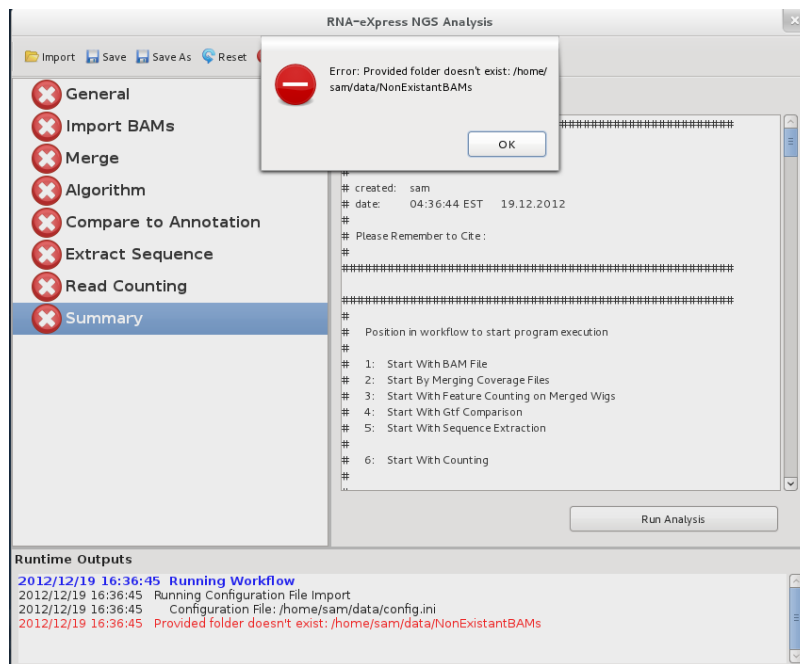 RNA-eXpress NGS Analysis
Import Save Save As Reset
Error: Provided folder doesn't exist: /home/
sam/data/NonExistantBAMs
OK
General
Import BAMs
Merge
Algorithm
Compare to Annotation
Extract Sequence
Read Counting
Summary
#
# created: sam
# date: 04:36:44 EST 19.12.2012
#
# Please Remember to Cite :
#
####################################################
####################################################
#
# Position in workflow to start program execution
#
# 1: Start With BAM File
# 2: Start By Merging Coverage Files
# 3: Start With Feature Counting on Merged Wigs
# 4: Start With Gtf Comparison
# 5: Start With Sequence Extraction
#
# 6: Start With Counting
#
Run Analysis
Runtime Outputs
2012/12/19 16:36:45 Running Workflow
2012/12/19 16:36:45 Running Configuration File Import
2012/12/19 16:36:45 Configuration File: /home/sam/data/config.ini
2012/12/19 16:36:45 Provided folder doesn't exist: /home/sam/data/NonExistantBAMs